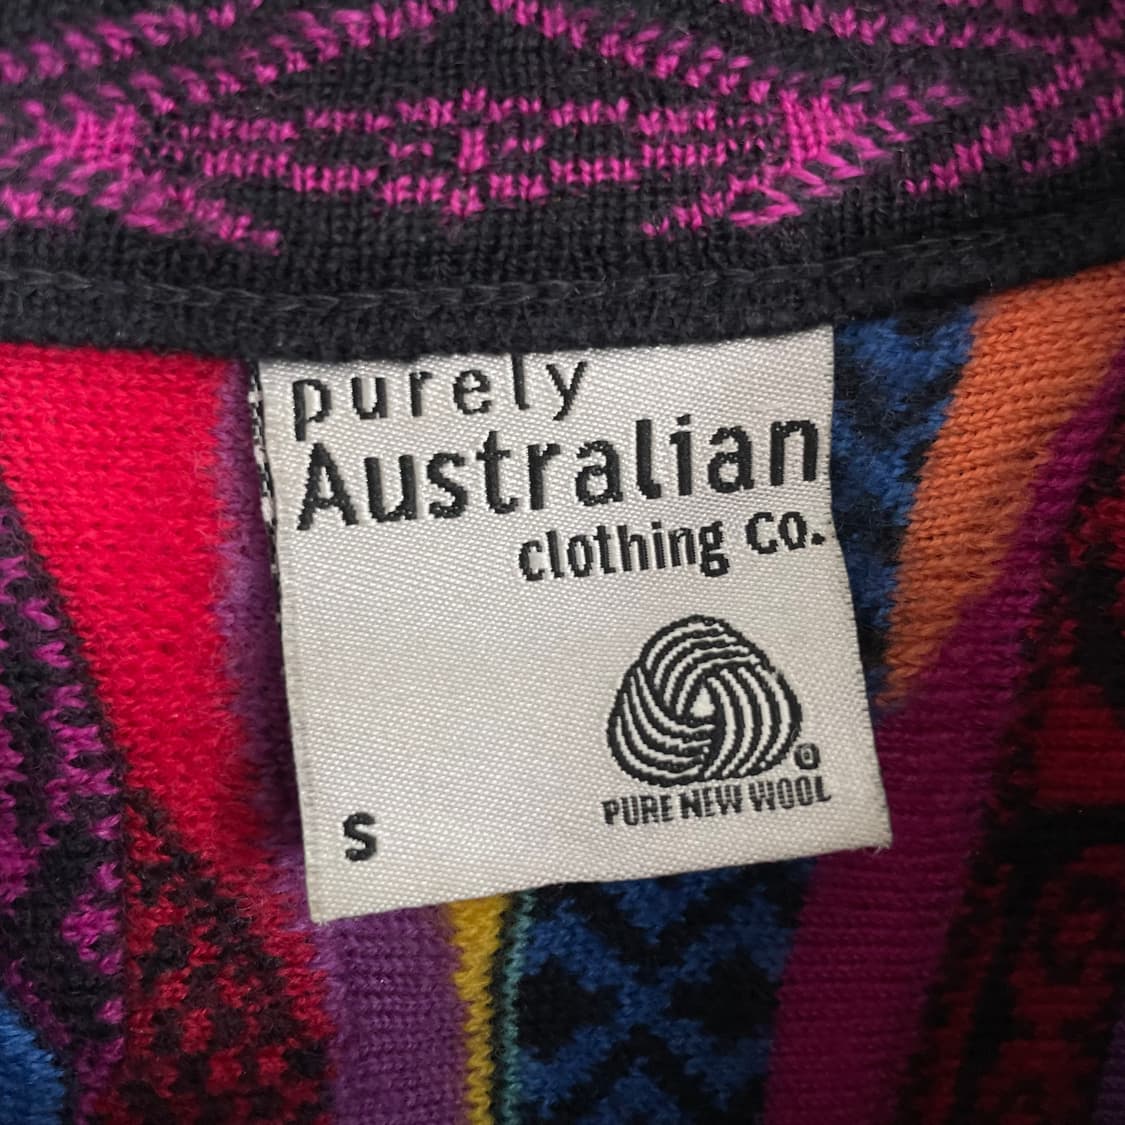 purely
Australian
clothing Co.
PURE NEW WOOL
S